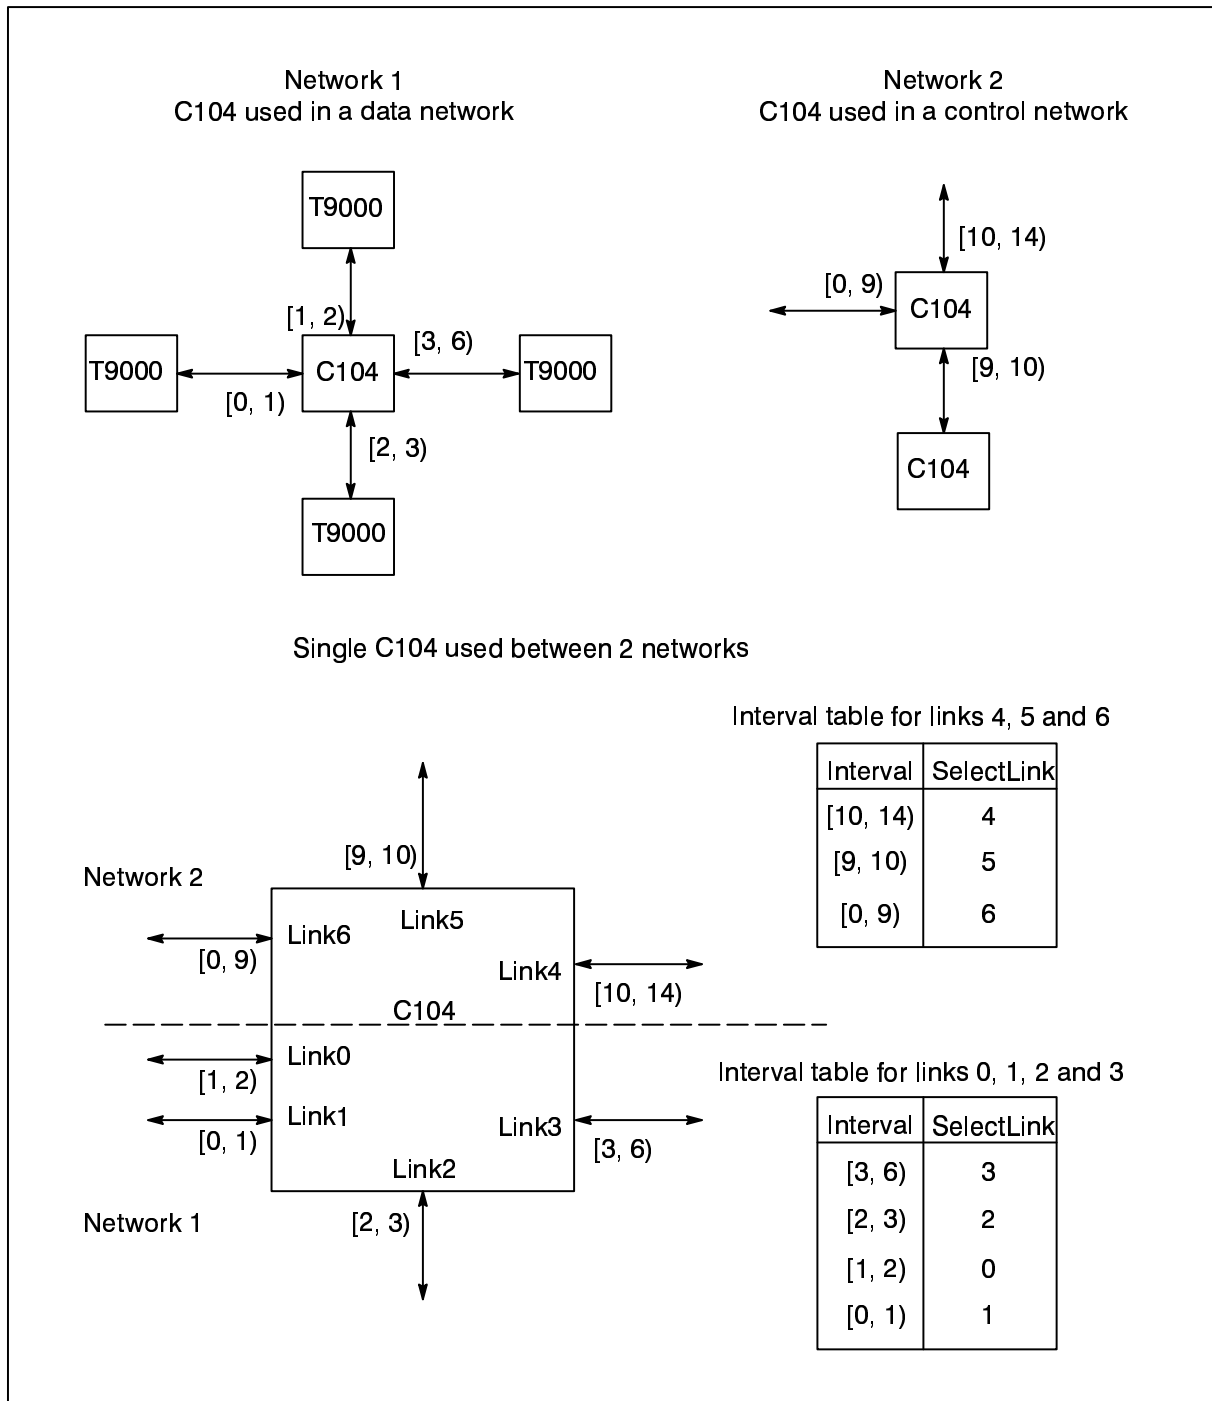 Network 1
C104 used in a data network
Network 2
C104 used in a control network
T9000
[1, 2)
T9000
[0, 1)
C104
[3, 6)
T9000
[2, 3)
T9000
[10, 14)
[0, 9)
C104
[9, 10)
C104
Single C104 used between 2 networks
Interval table for links 4, 5 and 6
Interval SelectLink
[10, 14) 4
[9, 10) 5
[0, 9) 6
[9, 10)
Network 2
Link5
Link6
[0, 9)
Link4
[10, 14)
C104
Link0
[1, 2)
Link1
[0, 1)
Link3
[3, 6)
Link2
[2, 3)
Network 1
Interval table for links 0, 1, 2 and 3
Interval SelectLink
[3, 6) 3
[2, 3) 2
[1, 2) 0
[0, 1) 1